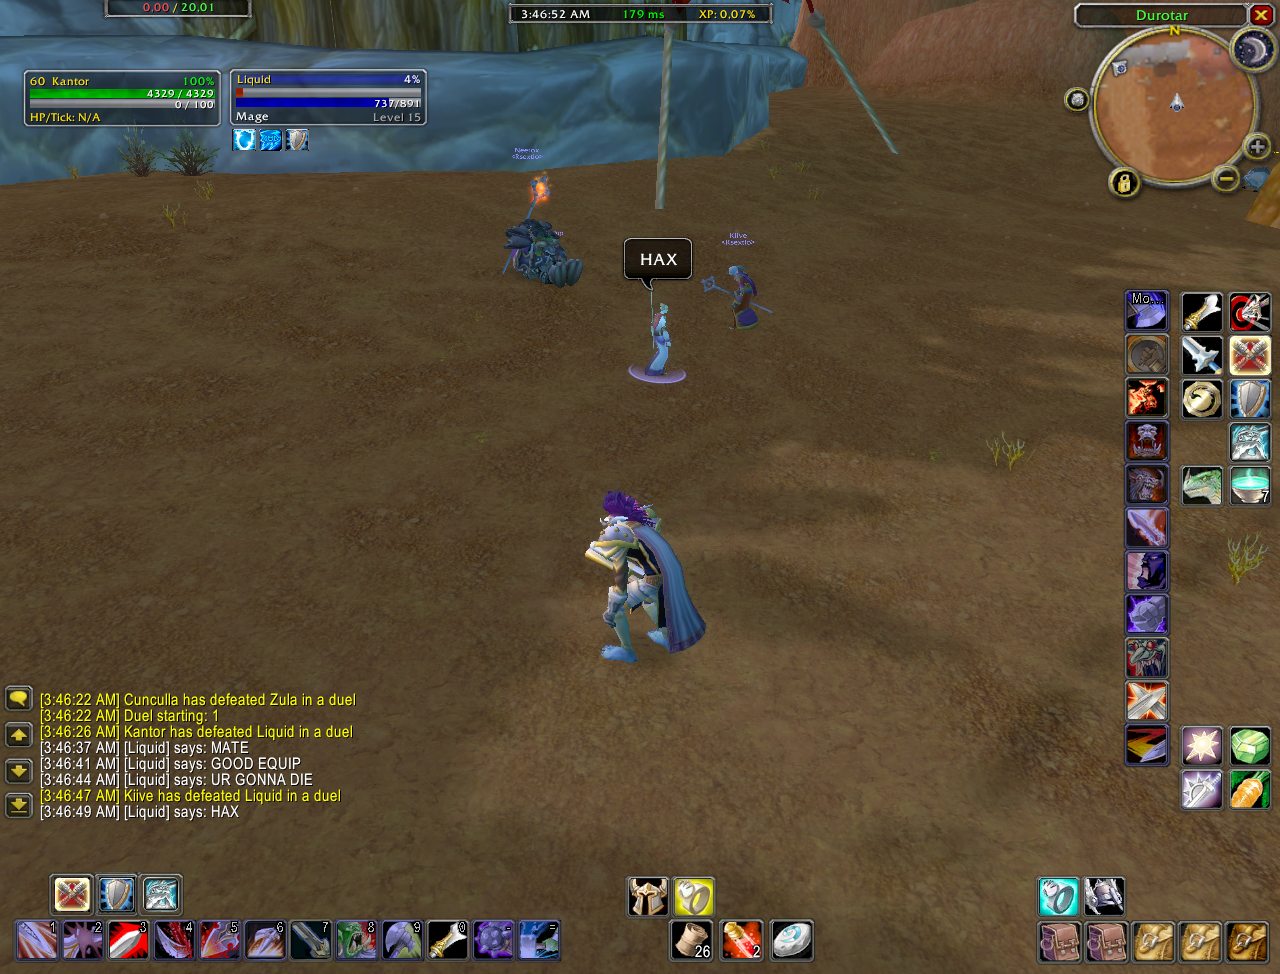 0,00 / 20,01
3:46:52 AM 179 ms XP: 0,07%
Durotar
N
60 Kantor 100%
4329 / 4329
0 / 100
HP/Tick: N/A
Liquid 4%
737/891
Mage Level 15
Neerox
<Rsextio>
Kiive
<Rsextio>
HAX
Mo...
7
[3:46:22 AM] Cunculla has defeated Zula in a duel
[3:46:22 AM] Duel starting: 1
[3:46:26 AM] Kantor has defeated Liquid in a duel
[3:46:37 AM] [Liquid] says: MATE
[3:46:41 AM] [Liquid] says: GOOD EQUIP
[3:46:44 AM] [Liquid] says: UR GONNA DIE
[3:46:47 AM] Kiive has defeated Liquid in a duel
[3:46:49 AM] [Liquid] says: HAX
1 2 3 4 5 6 7 8 9 0 - =
26 2